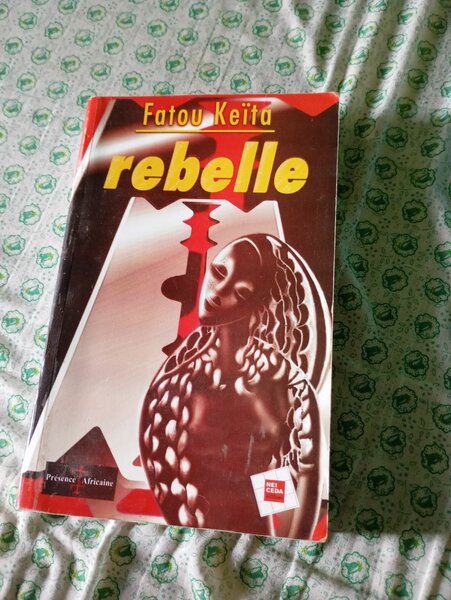 Fatou Keïta
rebelle
Présence Africaine
NEI
CEDA